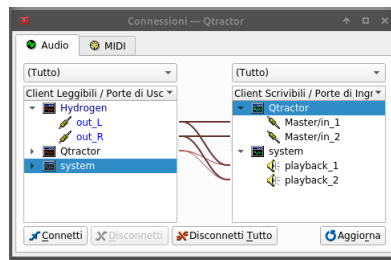 Connessioni — Qtractor
Audio
MIDI
(Tutto)
(Tutto)
Client Leggibili / Porte di Usc
Client Scrivibili / Porte di Ingr
Hydrogen
out_L
out_R
Qtractor
system
Qtractor
Master/in_1
Master/in_2
system
playback_1
playback_2
Connetti
Disconnetti
Disconnetti Tutto
Aggiorna